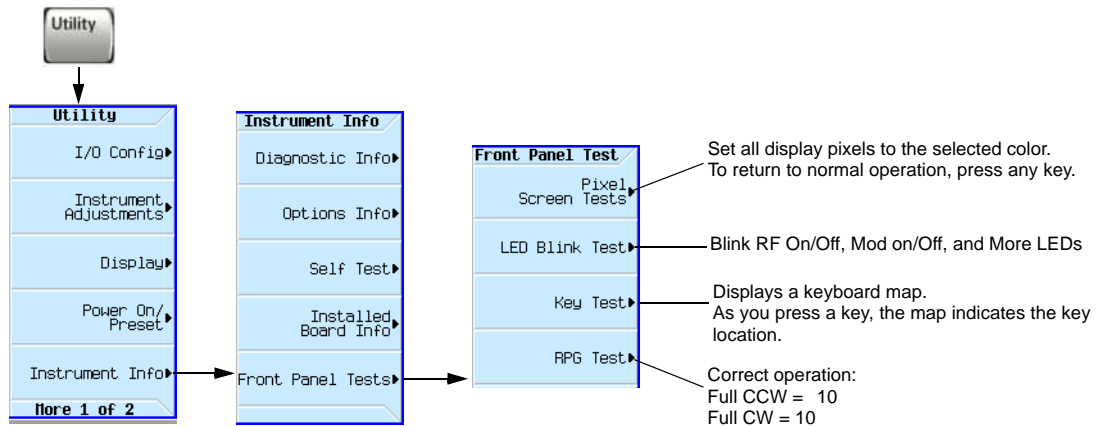 Utility
Utility
I/O Config
Instrument
Adjustments
Display
Power On/
Preset
Instrument Info
More 1 of 2
Instrument Info
Diagnostic Info
Options Info
Self Test
Installed
Board Info
Front Panel Tests
Front Panel Test
Pixel
Screen Tests
LED Blink Test
Key Test
RPG Test
Set all display pixels to the selected color.
To return to normal operation, press any key.
Blink RF On/Off, Mod on/Off, and More LEDs
Displays a keyboard map.
As you press a key, the map indicates the key
location.
Correct operation:
Full CCW = 10
Full CW = 10